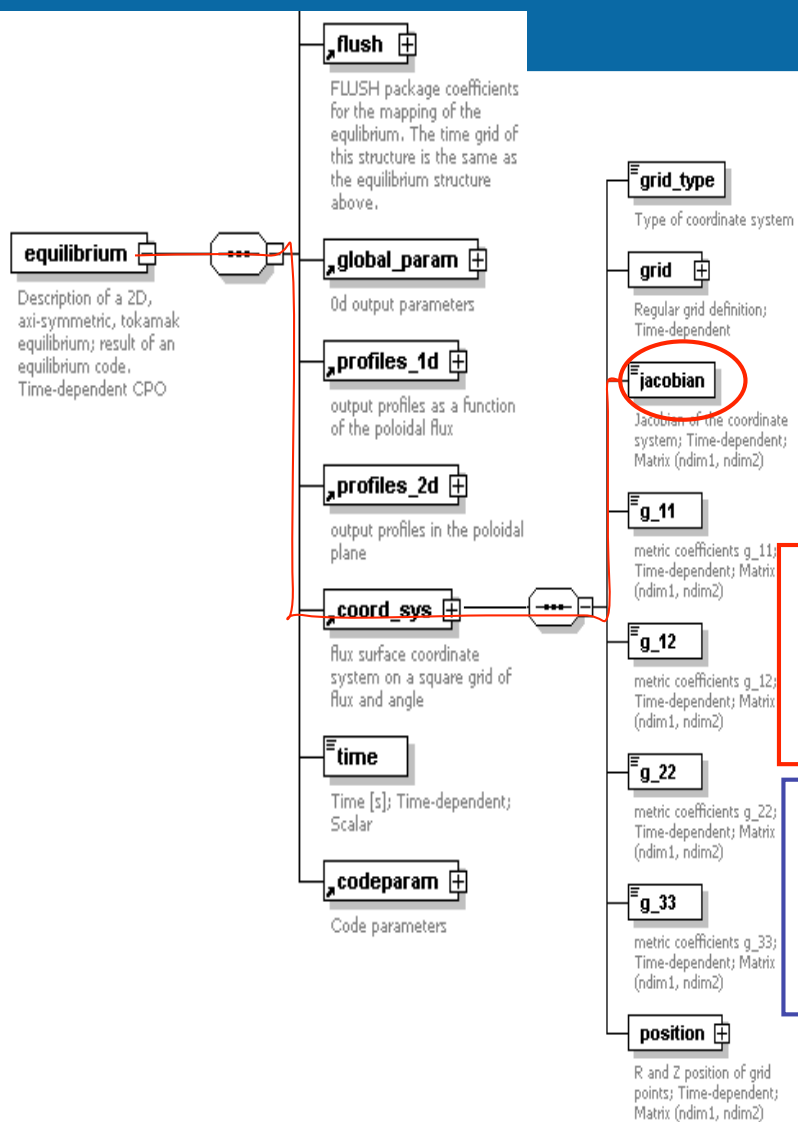 flush
FLUSH package coefficients
for the mapping of the
equlibrium. The time grid of
this structure is the same as
the equilibrium structure
above.
equilibrium
Description of a 2D,
axi-symmetric, tokamak
equilibrium; result of an
equilibrium code.
Time-dependent CPO
global_param
0d output parameters
profiles_1d
output profiles as a function
of the poloidal flux
profiles_2d
output profiles in the poloidal
plane
coord_sys
flux surface coordinate
system on a square grid of
flux and angle
time
Time [s]; Time-dependent;
Scalar
codeparam
Code parameters
grid_type
Type of coordinate system
grid
Regular grid definition;
Time-dependent
jacobian
Jacobian of the coordinate
system; Time-dependent;
Matrix (ndim1, ndim2)
g_11
metric coefficients g_11;
Time-dependent; Matrix
(ndim1, ndim2)
g_12
metric coefficients g_12;
Time-dependent; Matrix
(ndim1, ndim2)
g_22
metric coefficients g_22;
Time-dependent; Matrix
(ndim1, ndim2)
g_33
metric coefficients g_33;
Time-dependent; Matrix
(ndim1, ndim2)
position
R and Z position of grid
points; Time-dependent;
Matrix (ndim1, ndim2)